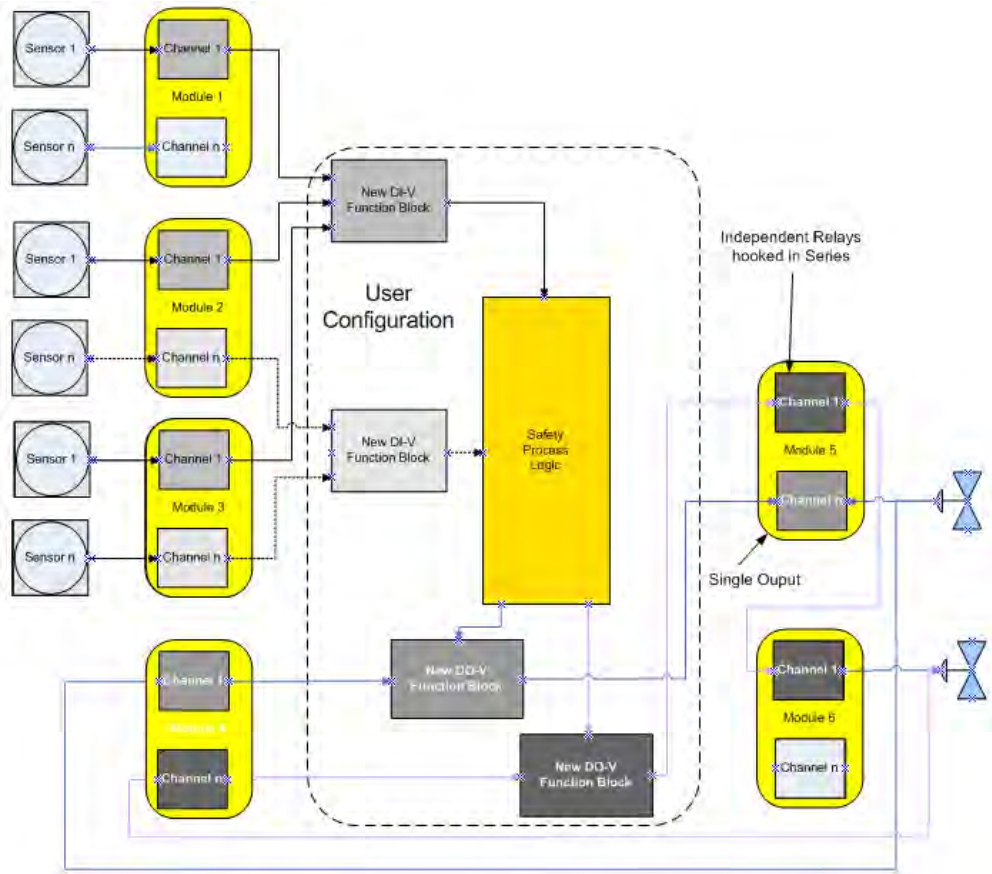 Sensor 1
Channel 1
Module 1
Sensor n
Channel n
New DI-V
Function Block
Sensor 1
Channel 1
Module 2
Sensor n
Channel n
User
Configuration
Independent Relays
hooked in Series
Sensor 1
Channel 1
Module 3
Sensor n
Channel n
New DI-V
Function Block
Safety
Process
Logic
Channel 1
Module 5
Channel n
Single Ouput
Channel 1
Module 4
Channel n
New DO-V
Function Block
New DO-V
Function Block
Channel 1
Module 6
Channel n